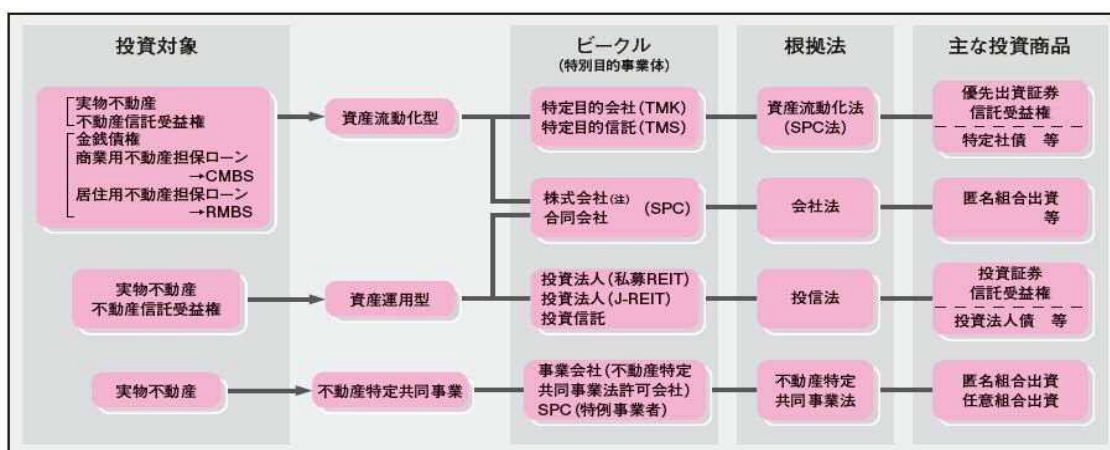 投資対象
ビークル
(特別目的事業体)
根拠法
主な投資商品
実物不動産
不動産信託受益権
金銭債権
商業用不動産担保ローン
→CMBS
居住用不動産担保ローン
→RMBS
資産流動化型
特定目的会社(TMK)
特定目的信託(TMS)
資産流動化法
(SPC法)
優先出資証券
信託受益権
特定社債 等
株式会社(注)
合同会社
(SPC)
会社法
匿名組合出資
等
実物不動産
不動産信託受益権
資産運用型
投資法人(私募REIT)
投資法人(J-REIT)
投資信託
投信法
投資証券
信託受益権
投資法人債 等
実物不動産
不動産特定共同事業
事業会社(不動産特定
共同事業法許可会社)
SPC(特例事業者)
不動産特定
共同事業法
匿名組合出資
任意組合出資